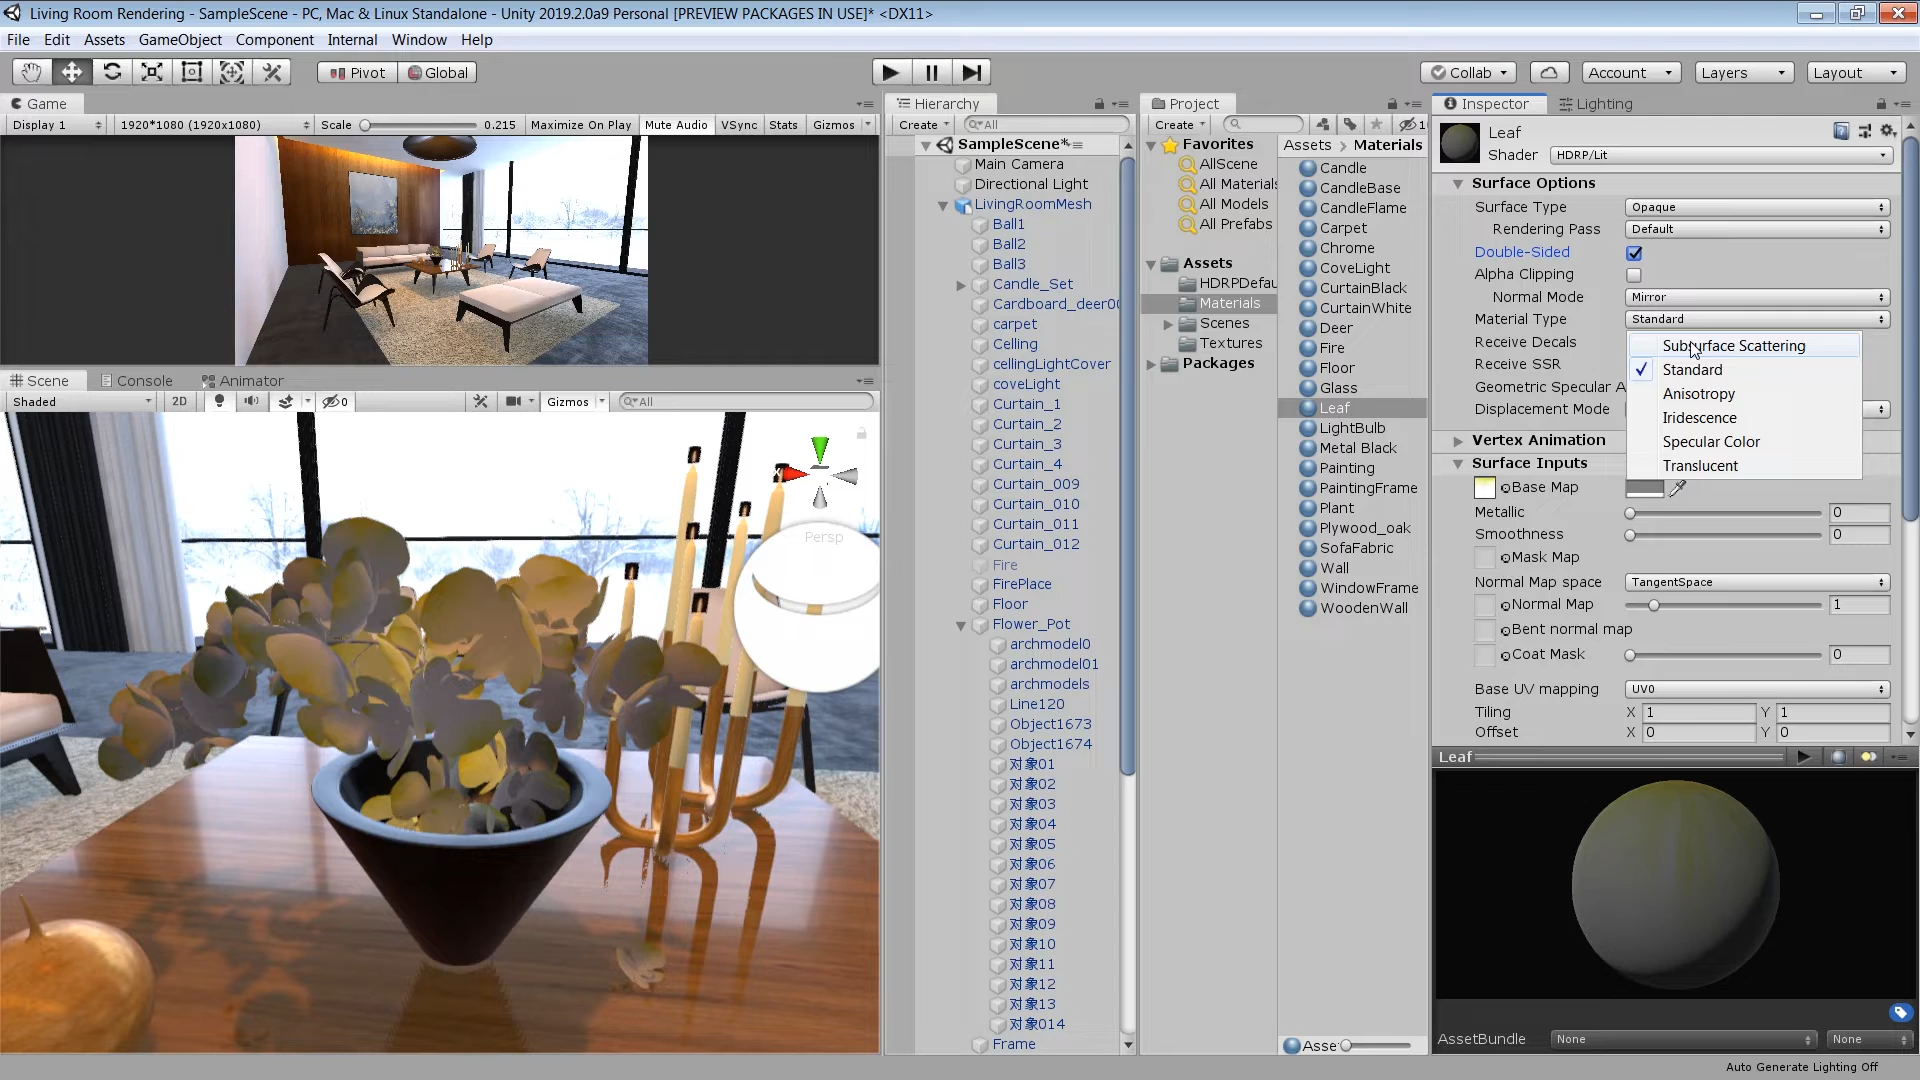 Living Room Rendering - SampleScene - PC, Mac & Linux Standalone - Unity 2019.2.0a9 Personal [PREVIEW PACKAGES IN USE]* <DX11>
File Edit Assets GameObject Component Internal Window Help
Pivot Global Collab Account Layers Layout
Game
Display 1 1920*1080 (1920x1080) Scale 0.215 Maximize On Play Mute Audio VSync Stats Gizmos
Scene Console Animator
Shaded 2D 0 Gizmos All
X
Persp
Hierarchy
Create All
SampleScene*
Main Camera
Directional Light
LivingRoomMesh
Ball1
Ball2
Ball3
Candle_Set
Cardboard_deer00
carpet
Celling
cellingLightCover
coveLight
Curtain_1
Curtain_2
Curtain_3
Curtain_4
Curtain_009
Curtain_010
Curtain_011
Curtain_012
Fire
FirePlace
Floor
Flower_Pot
archmodel0
archmodel01
archmodels
Line120
Object1673
Object1674
对象01
对象02
对象03
对象04
对象05
对象06
对象07
对象08
对象09
对象10
对象11
对象12
对象13
对象014
Frame
Project
Create 1
Favorites
AllScene
All Materials
All Models
All Prefabs
Assets
HDRPDefau
Materials
Scenes
Textures
Packages
Assets > Materials
Candle
CandleBase
CandleFlame
Carpet
Chrome
CoveLight
CurtainBlack
CurtainWhite
Deer
Fire
Floor
Glass
Leaf
LightBulb
Metal Black
Painting
PaintingFrame
Plant
Plywood_oak
SofaFabric
Wall
WindowFrame
WoodenWall
Asse
Inspector Lighting
Leaf
Shader HDRP/Lit
Surface Options
Surface Type Opaque
Rendering Pass Default
Double-Sided
Alpha Clipping
Normal Mode Mirror
Material Type Standard
Receive Decals
Receive SSR
Geometric Specular A
Displacement Mode
Subsurface Scattering
Standard
Anisotropy
Iridescence
Specular Color
Translucent
Vertex Animation
Surface Inputs
Base Map
Metallic 0
Smoothness 0
Mask Map
Normal Map space TangentSpace
Normal Map 1
Bent normal map
Coat Mask 0
Base UV mapping UV0
Tiling X 1 Y 1
Offset X 0 Y 0
Leaf
AssetBundle None None
Auto Generate Lighting Off